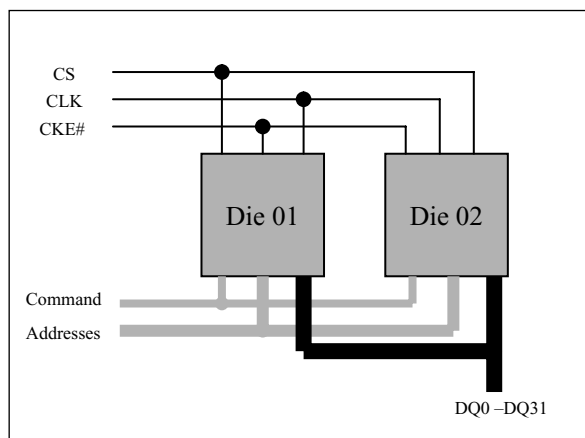 CS
CLK
CKE#
Die 01
Die 02
Command
Addresses
DQ0 –DQ31